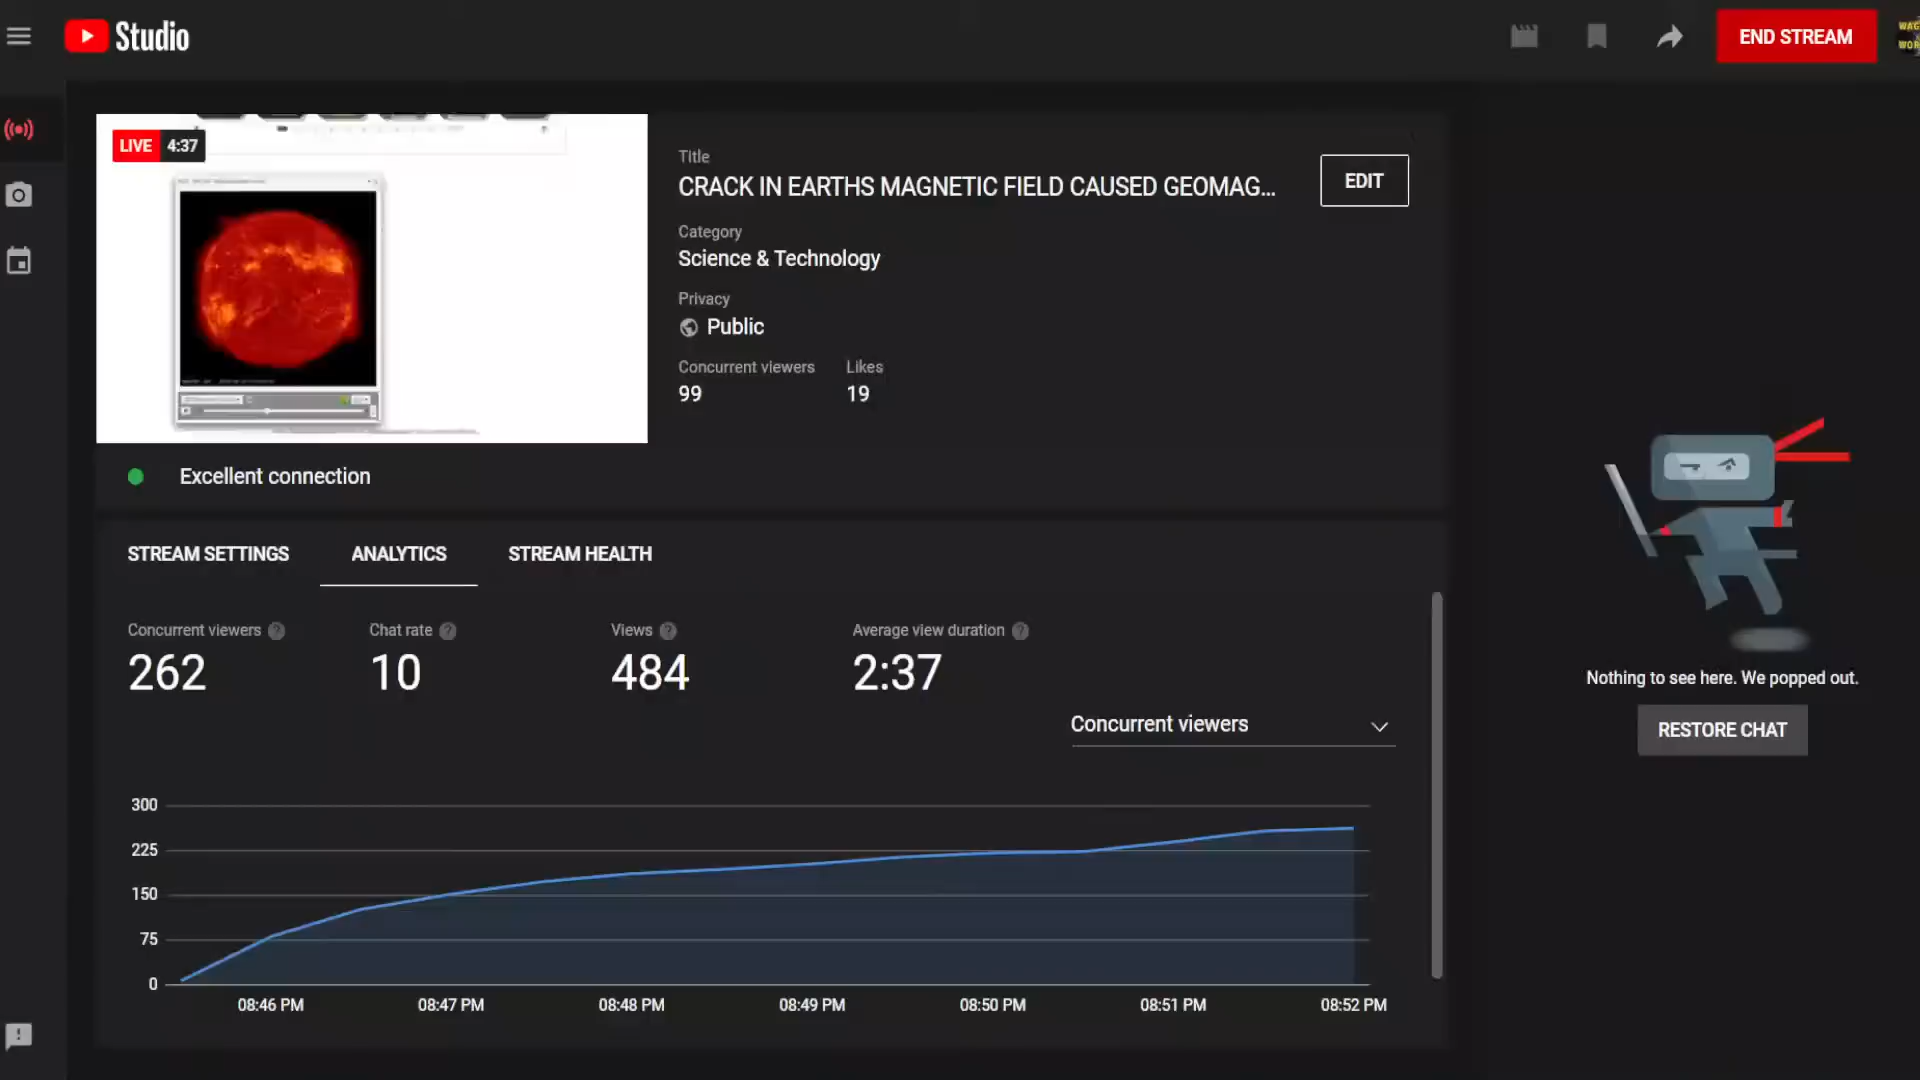 Studio
END STREAM
WAG
WOR
LIVE 4:37
Title
CRACK IN EARTHS MAGNETIC FIELD CAUSED GEOMAG...
EDIT
Category
Science & Technology
Privacy
Public
Concurrent viewers Likes
99 19
Excellent connection
STREAM SETTINGS ANALYTICS STREAM HEALTH
Concurrent viewers ? Chat rate ? Views ? Average view duration ?
262 10 484 2:37
Concurrent viewers
300
225
150
75
0
08:46 PM 08:47 PM 08:48 PM 08:49 PM 08:50 PM 08:51 PM 08:52 PM
Nothing to see here. We popped out.
RESTORE CHAT